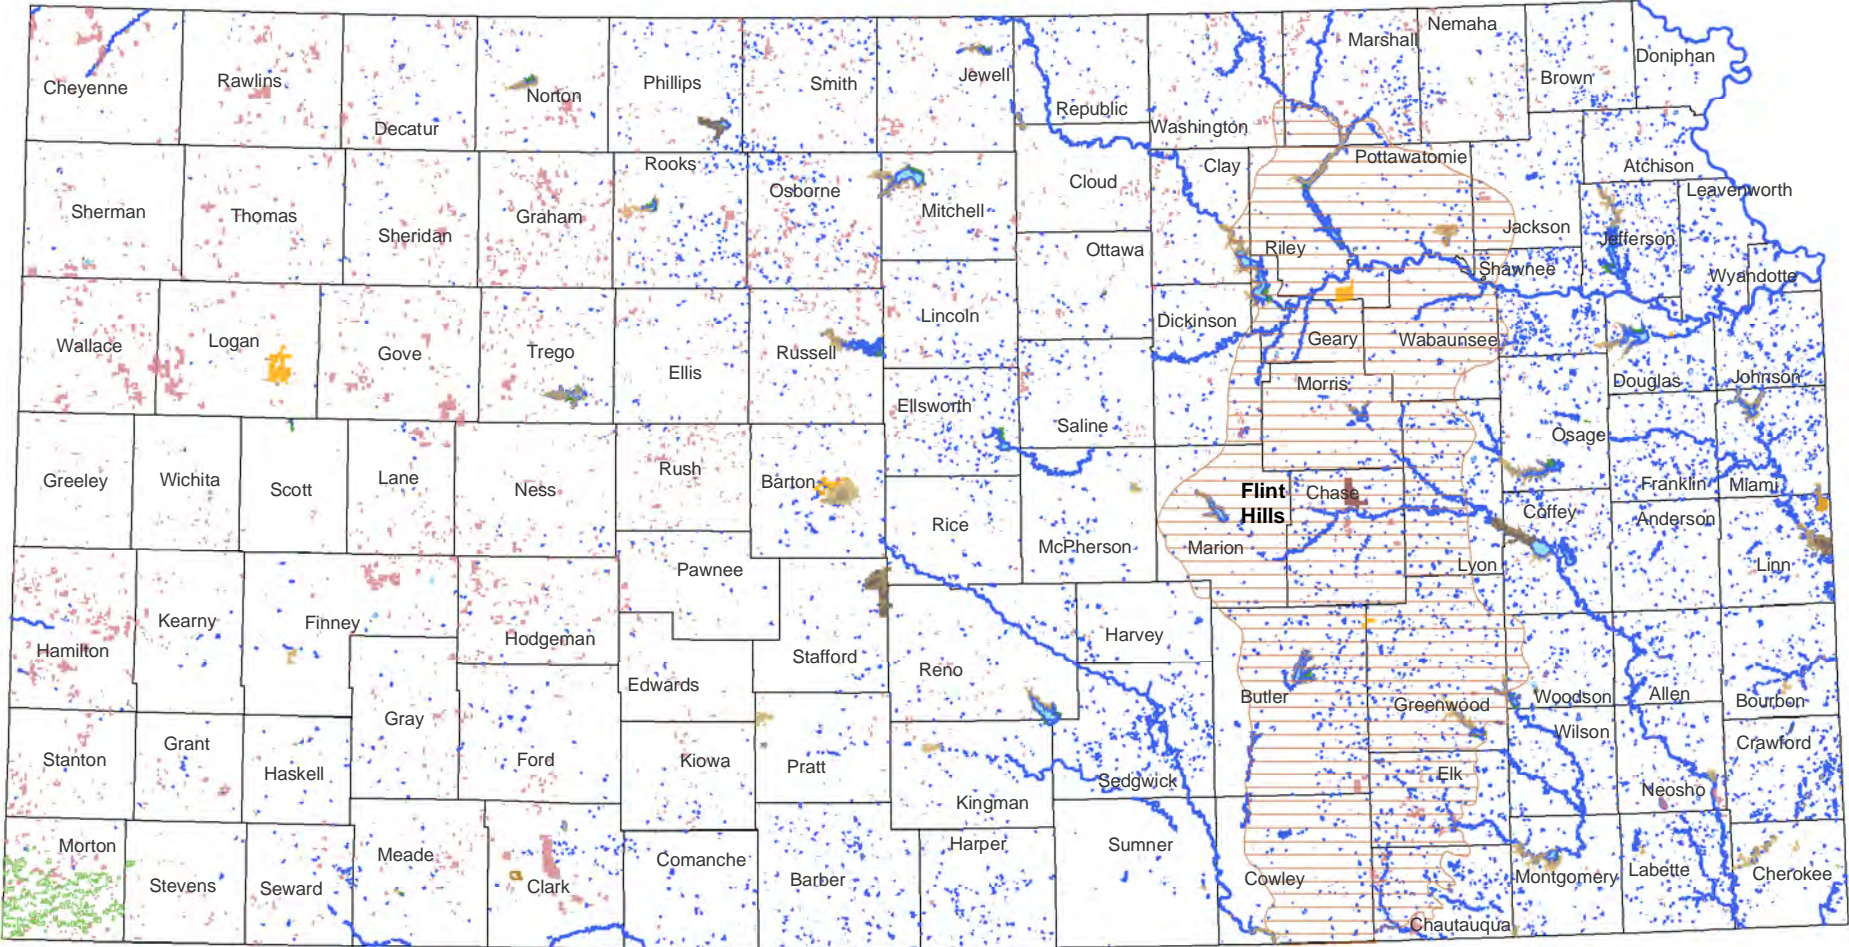 Cheyenne
Rawlins
Decatur
Norton
Phillips
Smith
Jewell
Republic
Washington
Marshall
Nemaha
Brown
Doniphan
Sherman
Thomas
Sheridan
Graham
Rooks
Osborne
Mitchell
Cloud
Clay
Riley
Pottawatomie
Jackson
Atchison
Jefferson
Leavenworth
Ottawa
Shawnee
Wyandotte
Wallace
Logan
Gove
Trego
Ellis
Russell
Lincoln
Dickinson
Geary
Wabaunsee
Douglas
Johnson
Ellsworth
Saline
Morris
Osage
Greeley
Wichita
Scott
Lane
Ness
Rush
Barton
Rice
McPherson
Marion
Flint
Hills
Chase
Lyon
Coffey
Franklin
Miami
Anderson
Linn
Hamilton
Kearny
Finney
Hodgeman
Pawnee
Edwards
Stafford
Reno
Harvey
Butler
Greenwood
Woodson
Allen
Bourbon
Stanton
Grant
Haskell
Gray
Ford
Kiowa
Pratt
Kingman
Sedgwick
Elk
Wilson
Neosho
Crawford
Morton
Stevens
Seward
Meade
Clark
Comanche
Barber
Harper
Sumner
Cowley
Chautauqua
Montgomery
Labette
Cherokee